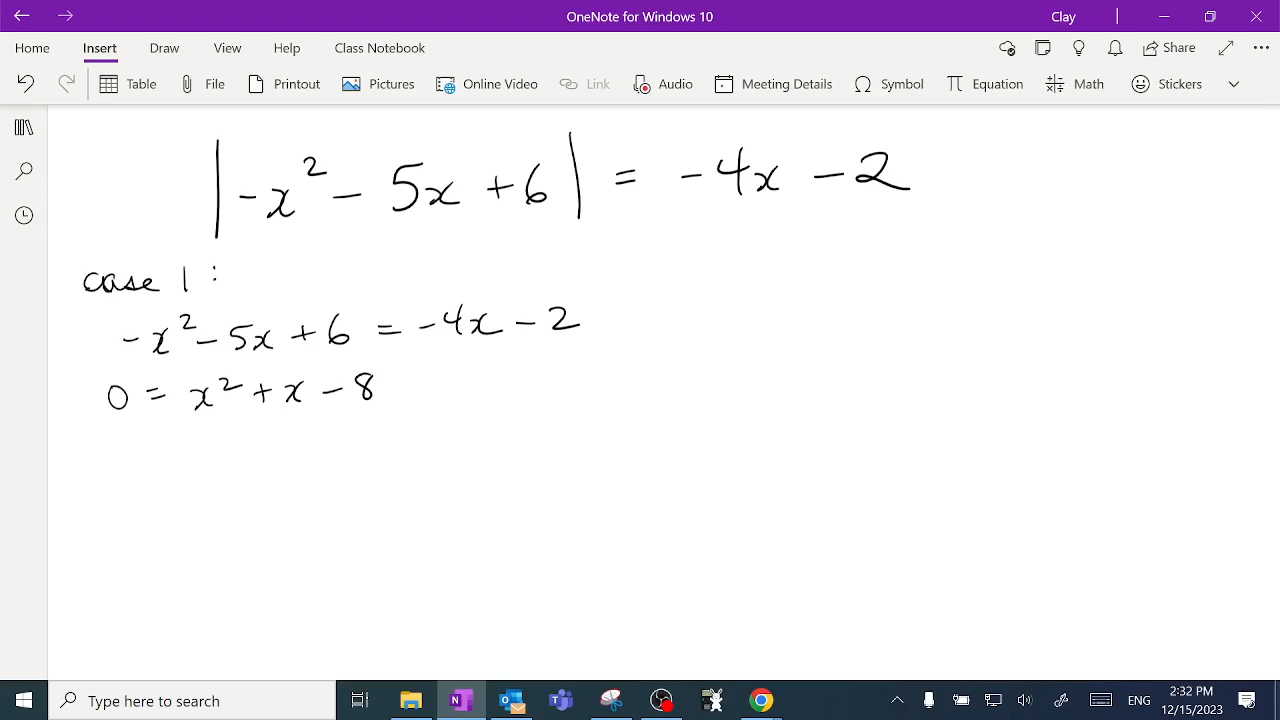 OneNote for Windows 10
Clay
Home Insert Draw View Help Class Notebook Share
Table File Printout Pictures Online Video Link Audio Meeting Details Symbol Equation Math Stickers
|-x² - 5x + 6| = -4x - 2
case 1:
-x² - 5x + 6 = -4x - 2
0 = x² + x - 8
Type here to search
ENG
2:32 PM
12/15/2023